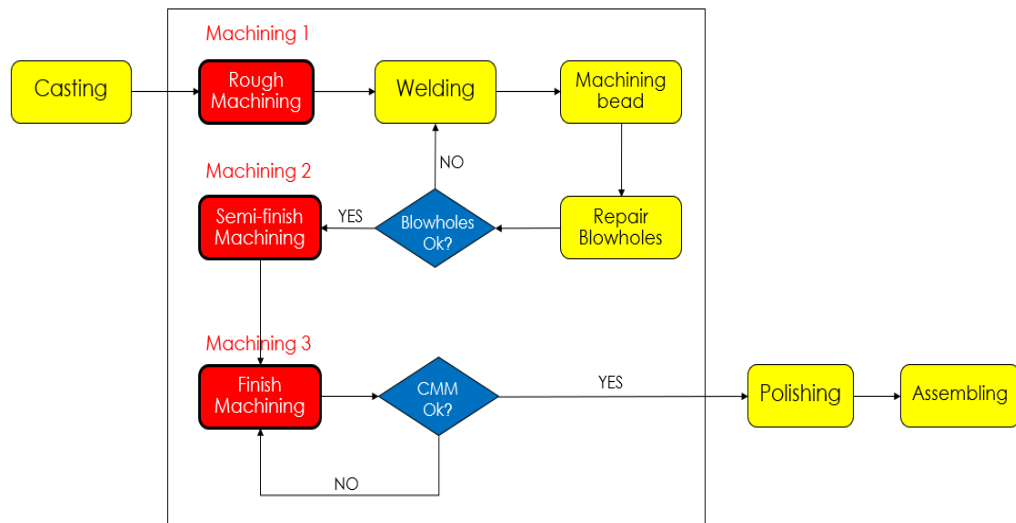 Machining 1
Casting
Rough
Machining
Welding
Machining
bead
NO
Machining 2
Semi-finish
Machining
YES
Blowholes
Ok?
Repair
Blowholes
Machining 3
Finish
Machining
CMM
Ok?
YES
Polishing
Assembling
NO